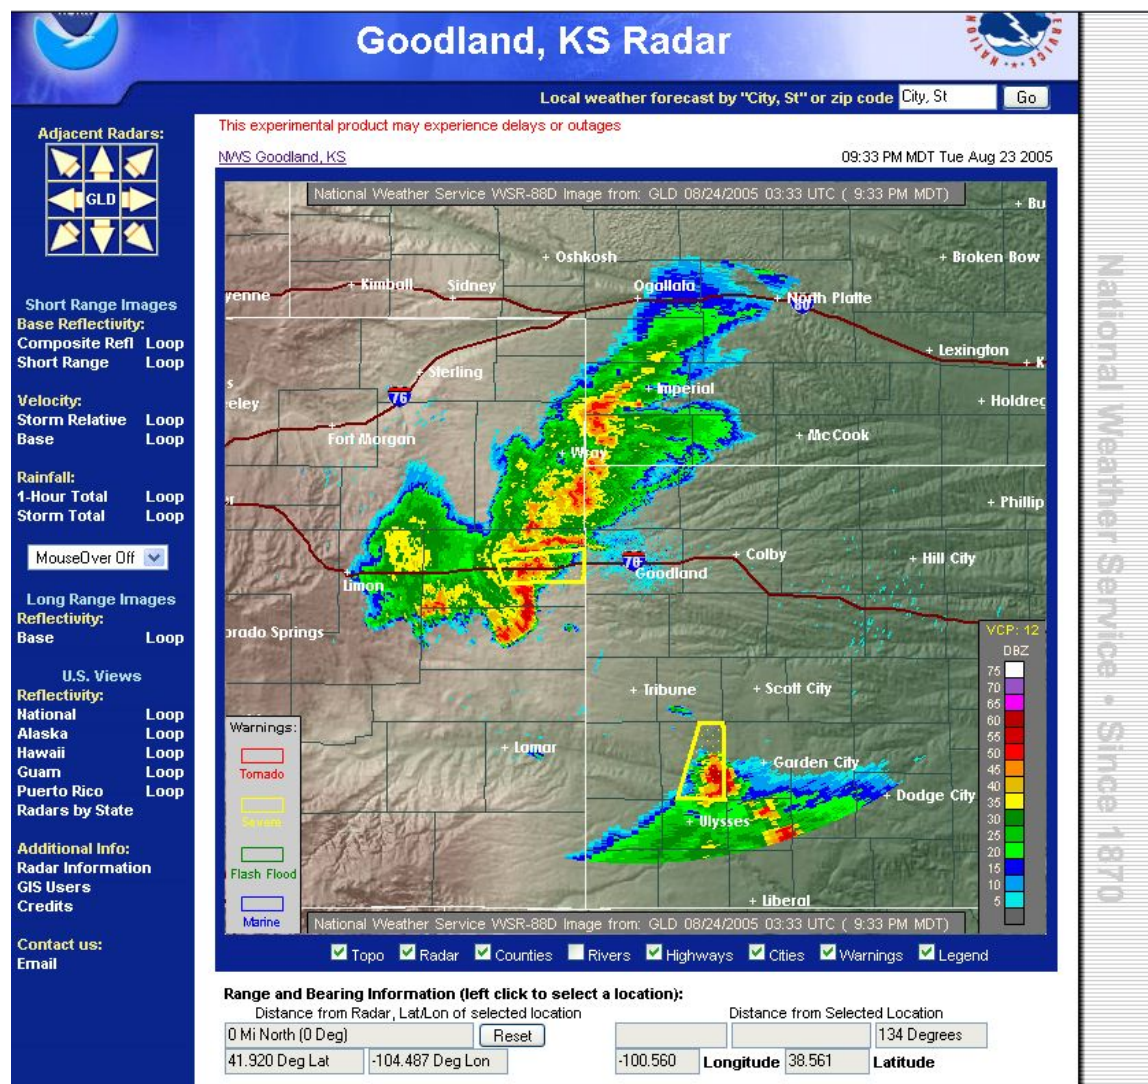 Goodland, KS Radar
Local weather forecast by "City, St" or zip code City, St Go
Adjacent Radars:
GLD
Short Range Images
Base Reflectivity:
Composite Refl Loop
Short Range Loop
Velocity:
Storm Relative Loop
Base Loop
Rainfall:
1-Hour Total Loop
Storm Total Loop
MouseOver Off
Long Range Images
Reflectivity:
Base Loop
U.S. Views
Reflectivity:
National Loop
Alaska Loop
Hawaii Loop
Guam Loop
Puerto Rico Loop
Radars by State
Additional Info:
Radar Information
GIS Users
Credits
Contact us:
Email
This experimental product may experience delays or outages
NWS Goodland, KS 09:33 PM MDT Tue Aug 23 2005
National Weather Service WSR-88D Image from: GLD 08/24/2005 03:33 UTC ( 9:33 PM MDT)
+ Bu
+ Oshkosh
+ Broken Bow
yenne
+ Kimball
Sidney
Ogallala
+ North Platte
80
+ Lexington
+ K
+ Sterling
76
+ Imperial
+ Holdreg
eley
Fort Morgan
+ McCook
+ Wray
+ Phillip
70
Goodland
+ Colby
+ Hill City
Limon
orado Springs
+ Tribune
+ Scott City
+ Lamar
+ Garden City
+ Dodge City
+ Ulysses
+ Liberal
Warnings:
Tornado
Severe
Flash Flood
Marine
VCP: 12
DBZ
75
70
65
60
55
50
45
40
35
30
25
20
15
10
5
National Weather Service WSR-88D Image from: GLD 08/24/2005 03:33 UTC ( 9:33 PM MDT)
Topo Radar Counties Rivers Highways Cities Warnings Legend
Range and Bearing Information (left click to select a location):
Distance from Radar, Lat/Lon of selected location Distance from Selected Location
0 Mi North (0 Deg) Reset 134 Degrees
41.920 Deg Lat -104.487 Deg Lon -100.560 Longitude 38.561 Latitude
National Weather Service • Since 1870